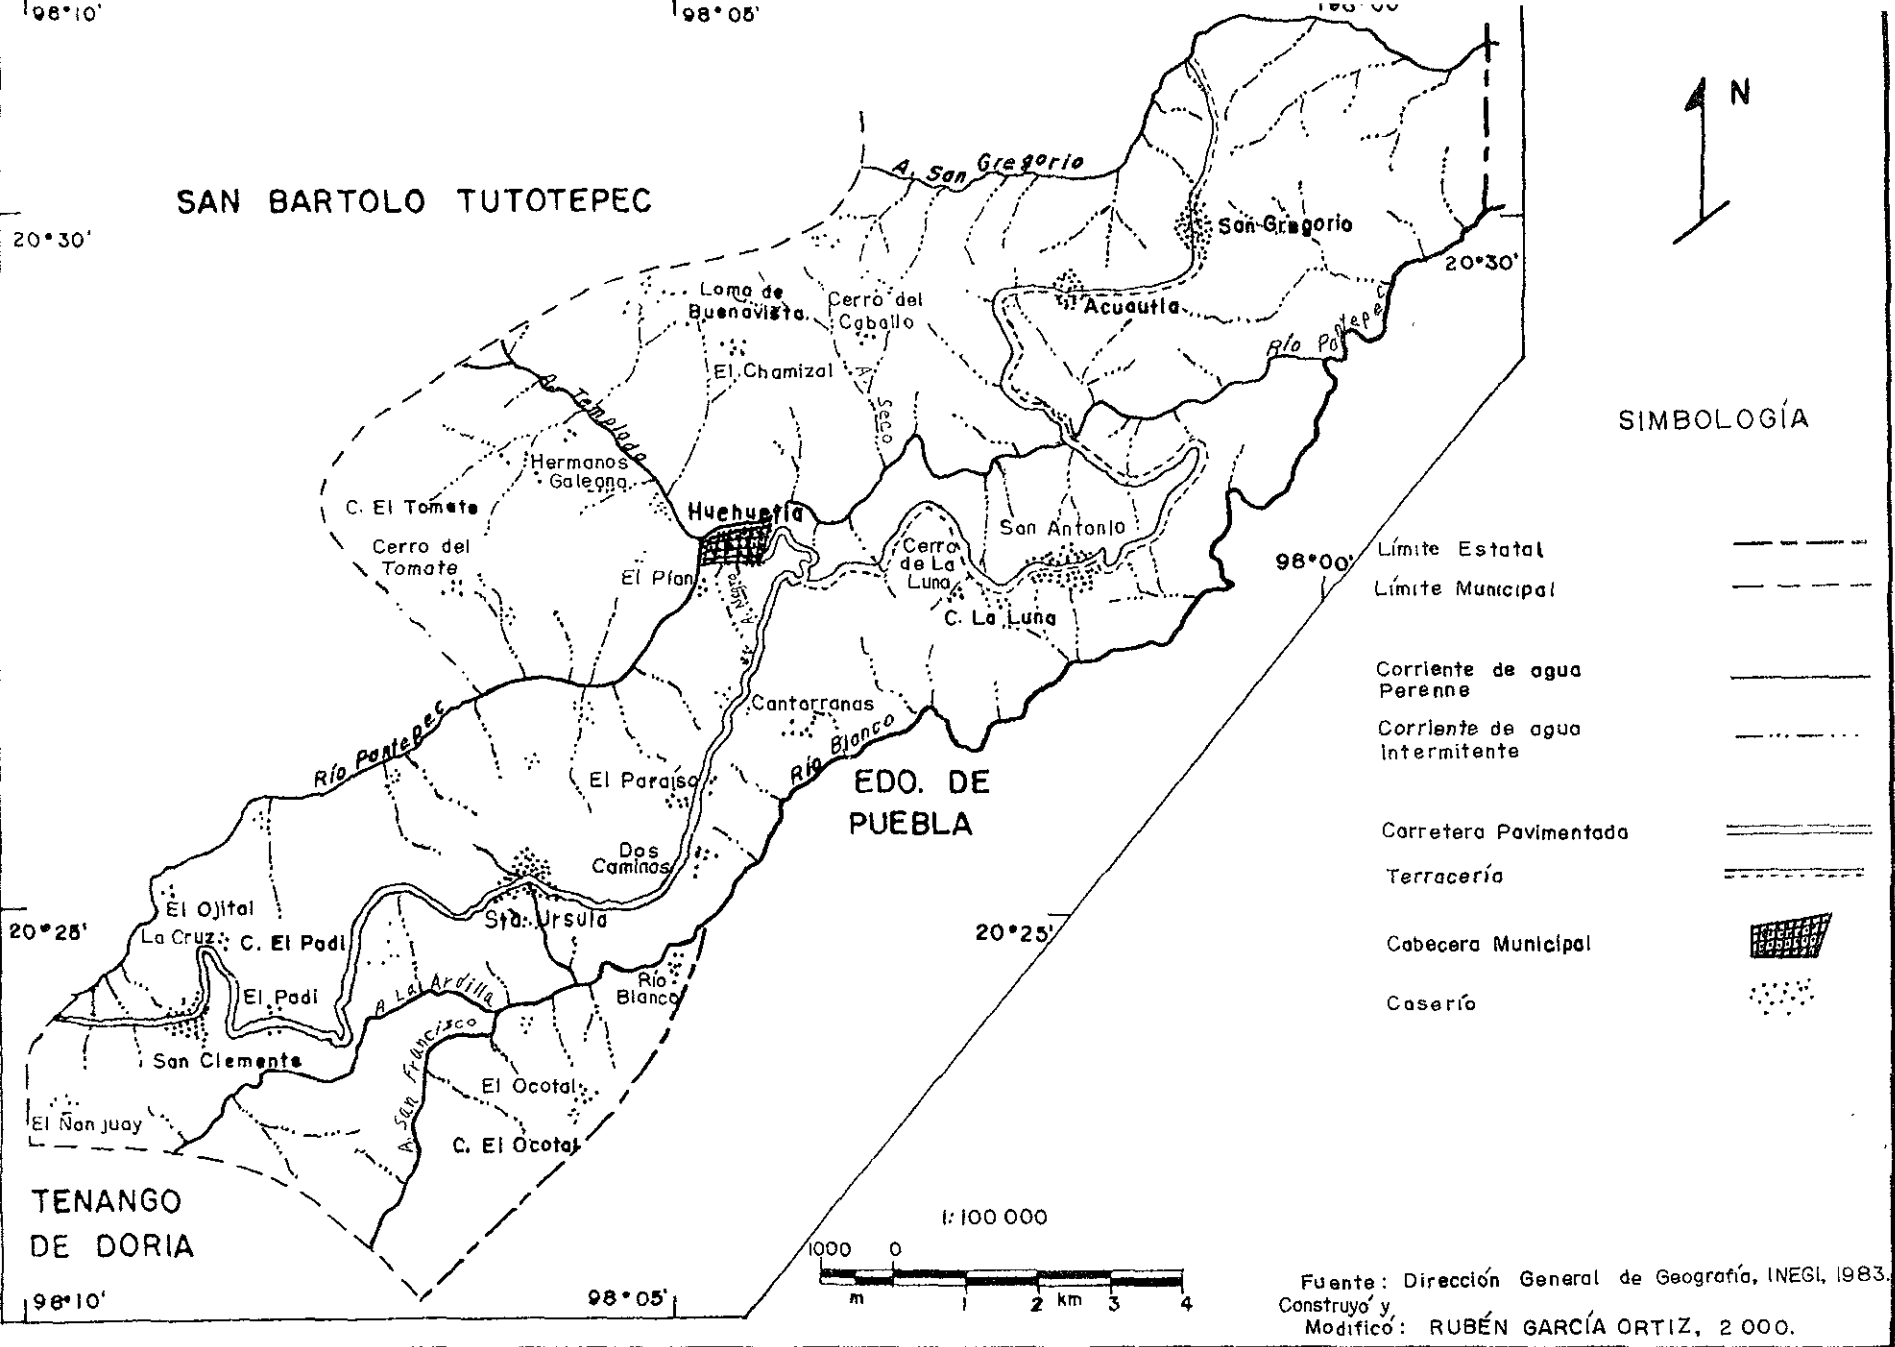 98°10'
98°05'
SAN BARTOLO TUTOTEPEC
A. San Gregorio
N
20°30'
San Gregorio
20°30'
Loma de
Buenavista
Cerro del
Caballo
Acuautla
Río Pantepec
El Chamizal
A. Seco
A. Templado
SIMBOLOGÍA
Hermanos
Galeana
C. El Tomate
Huehuetla
San Antonio
Cerro del
Tomate
El Plan
Cerro
de La
Luna
98°00'
Límite Estatal
Límite Municipal
C. La Luna
Corriente de agua
Perenne
Cantarranas
Río Pantepec
Río Blanco
Corriente de agua
Intermitente
El Paraíso
EDO. DE
PUEBLA
Carretera Pavimentada
Dos
Caminos
Terracería
El Ojital
Sta. Ursula
20°25'
La Cruz
C. El Padi
20°25'
Cabecera Municipal
El Padi
A La Ardilla
Río
Blanco
Caserío
San Clemente
A. San Francisco
El Ocotal
El Ñanjuay
C. El Ocotal
TENANGO
DE DORIA
1:100 000
1000 0
m 1 2 km 3 4
98°10'
98°05'
Fuente: Dirección General de Geografía, INEGI, 1983.
Construyó y
Modificó: RUBÉN GARCÍA ORTIZ, 2 000.